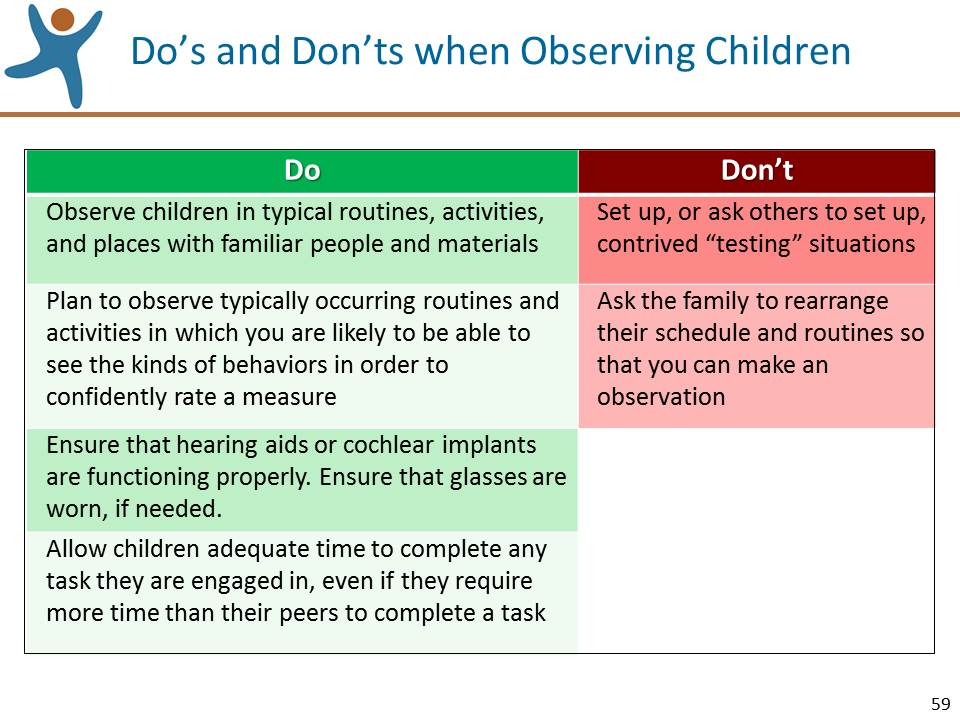 Do’s and Don’ts when Observing Children
Do
Don’t
Observe children in typical routines, activities,
and places with familiar people and materials
Set up, or ask others to set up,
contrived “testing” situations
Plan to observe typically occurring routines and
activities in which you are likely to be able to
see the kinds of behaviors in order to
confidently rate a measure
Ask the family to rearrange
their schedule and routines so
that you can make an
observation
Ensure that hearing aids or cochlear implants
are functioning properly. Ensure that glasses are
worn, if needed.
Allow children adequate time to complete any
task they are engaged in, even if they require
more time than their peers to complete a task
59